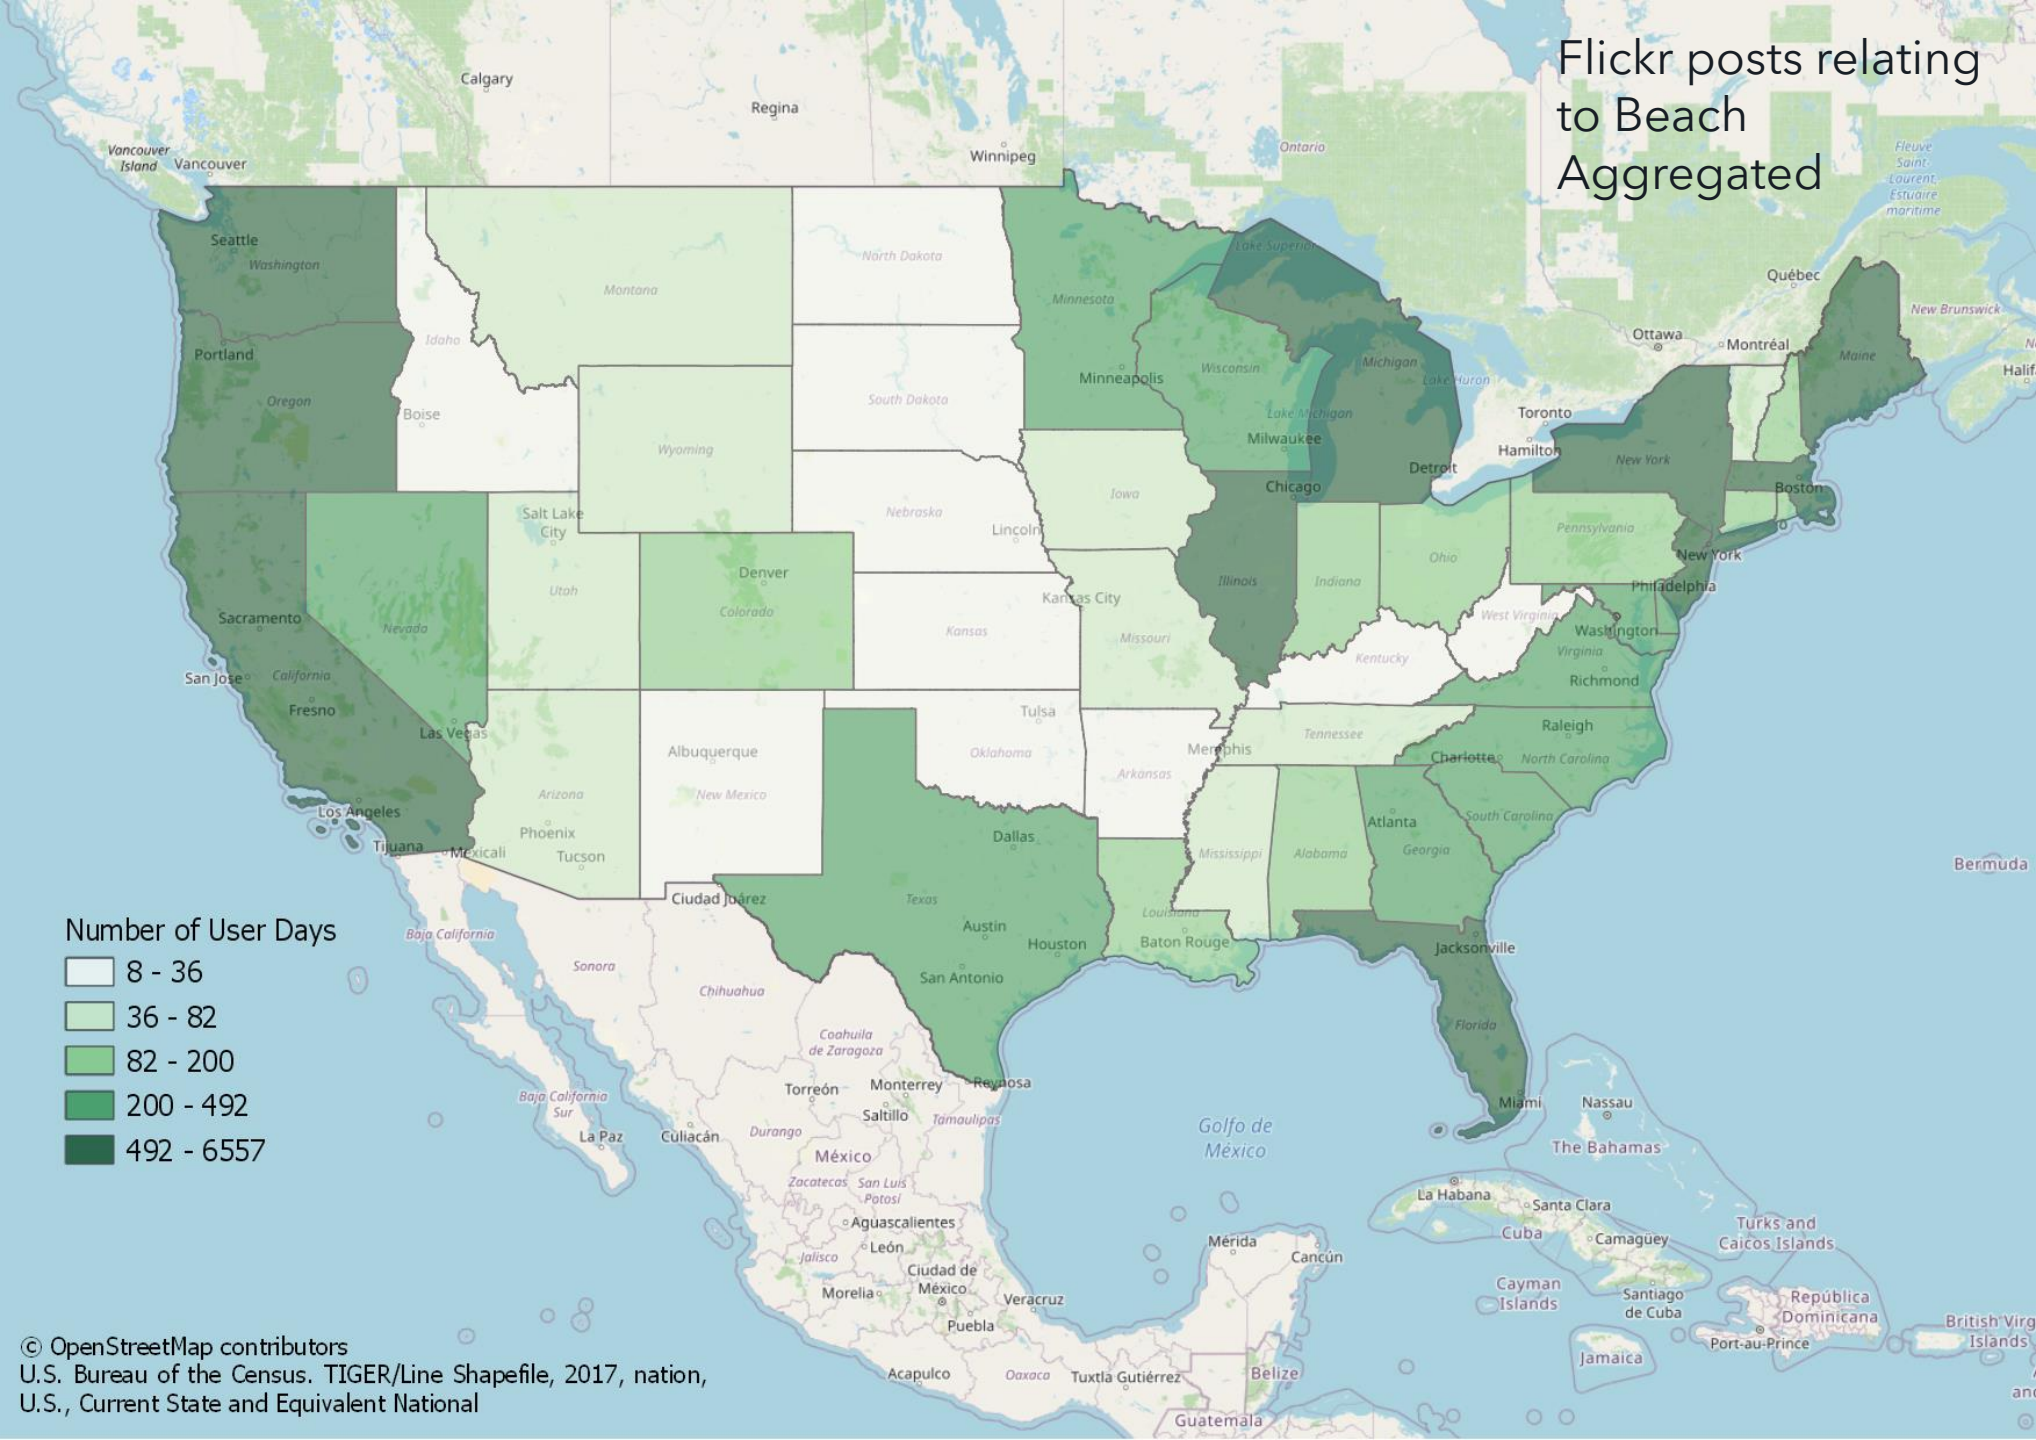 Flickr posts relating
to Beach
Aggregated
Calgary
Regina
Winnipeg
Ontario
Vancouver
Island
Vancouver
Fleuve
Saint-
Laurent,
Estuaire
maritime
Seattle
Washington
North Dakota
Lake Superior
Québec
Montana
Minnesota
New Brunswick
Ottawa
Montréal
Idaho
Portland
Michigan
Maine
Wisconsin
Minneapolis
Lake Huron
Oregon
South Dakota
Boise
Lake Michigan
Toronto
Milwaukee
Hamilton
Wyoming
New York
Detroit
Chicago
Boston
Iowa
Salt Lake
City
Nebraska
Lincoln
Pennsylvania
Ohio
New York
Denver
Illinois
Indiana
Philadelphia
Utah
Kansas City
Colorado
Sacramento
Nevada
Kansas
Missouri
West Virginia
Washington
Virginia
Kentucky
San Jose
California
Richmond
Fresno
Tulsa
Las Vegas
Raleigh
Tennessee
Albuquerque
Oklahoma
Memphis
Charlotte
North Carolina
Arkansas
Arizona
New Mexico
Los Angeles
South Carolina
Phoenix
Dallas
Atlanta
Tijuana
Mexicali
Tucson
Mississippi
Alabama
Georgia
Bermuda
Ciudad Juárez
Texas
Louisiana
Austin
Houston
Baton Rouge
Jacksonville
Baja California
Sonora
San Antonio
Chihuahua
Florida
Number of User Days
8 - 36
36 - 82
82 - 200
200 - 492
492 - 6557
Coahuila
de Zaragoza
Reynosa
Torreón
Monterrey
Baja California
Sur
Saltillo
Tamaulipas
Miami
Nassau
Golfo de
México
La Paz
Culiacán
Durango
The Bahamas
México
Zacatecas
San Luis
Potosí
La Habana
Santa Clara
Aguascalientes
Cuba
Camagüey
Turks and
Caicos Islands
León
Jalisco
Mérida
Cancún
Ciudad de
México
Morelia
Veracruz
Cayman
Islands
Santiago
de Cuba
República
Dominicana
Puebla
Port-au-Prince
British Virg
Islands
Jamaica
Acapulco
Oaxaca
Tuxtla Gutiérrez
Belize
Guatemala
© OpenStreetMap contributors
U.S. Bureau of the Census. TIGER/Line Shapefile, 2017, nation,
U.S., Current State and Equivalent National